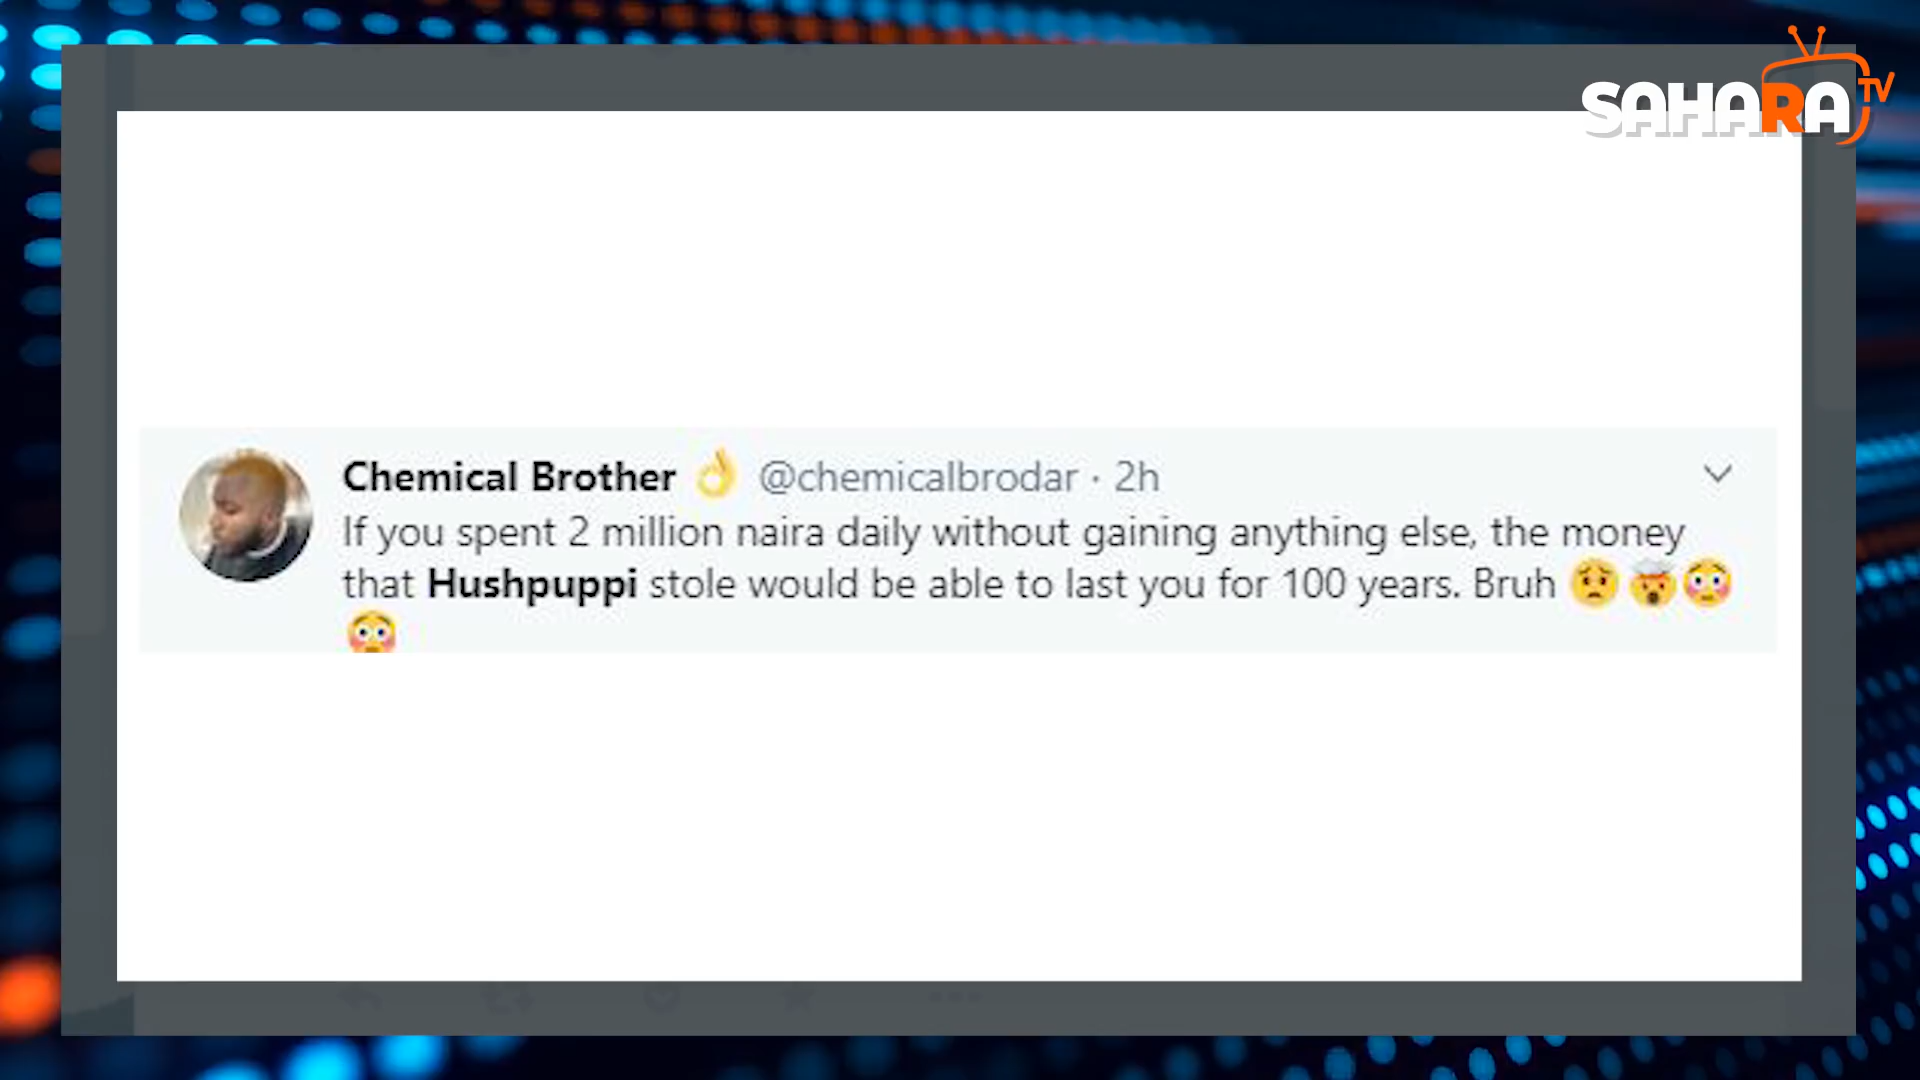 SAHARA TV
Chemical Brother 👌 @chemicalbrodar · 2h
If you spent 2 million naira daily without gaining anything else, the money
that Hushpuppi stole would be able to last you for 100 years. Bruh 😟🤯😳
😳